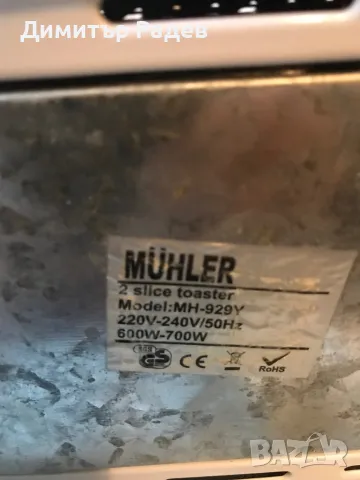 Димитър Радев
MÜHLER
2 slice toaster
Model:MH-929Y
220V-240V/50Hz
600W-700W
GS CE RoHS
BAZAR